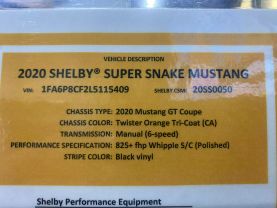 VEHICLE DESCRIPTION
2020 SHELBY® SUPER SNAKE MUSTANG
VIN: 1FA6P8CF2L5115409 SHELBY CSM: 20SS0050
CHASSIS TYPE: 2020 Mustang GT Coupe
CHASSIS COLOR: Twister Orange Tri-Coat (CA)
TRANSMISSION: Manual (6-speed)
PERFORMANCE SPECIFICATION: 825+ fhp Whipple S/C (Polished)
STRIPE COLOR: Black vinyl
Shelby Performance Equipment